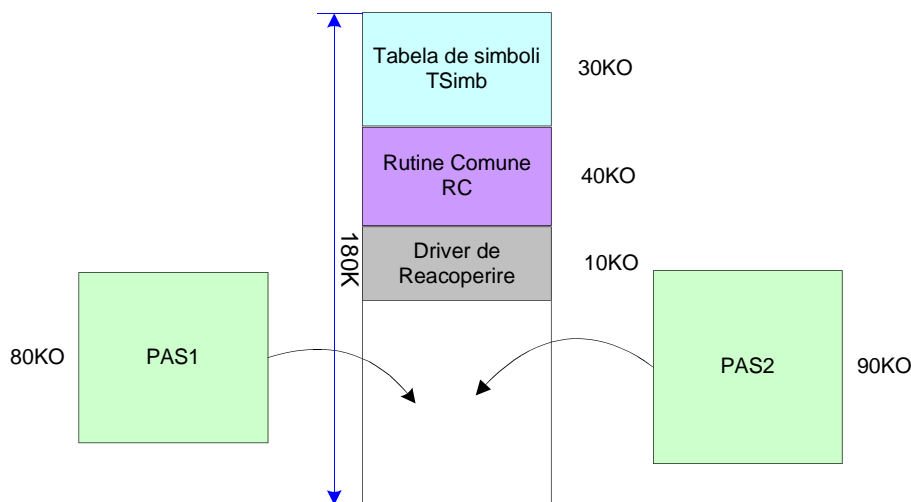 Tabela de simboli
TSimb
30KO
Rutine Comune
RC
40KO
180K
Driver de
Reacoperire
10KO
80KO
PAS1
PAS2
90KO